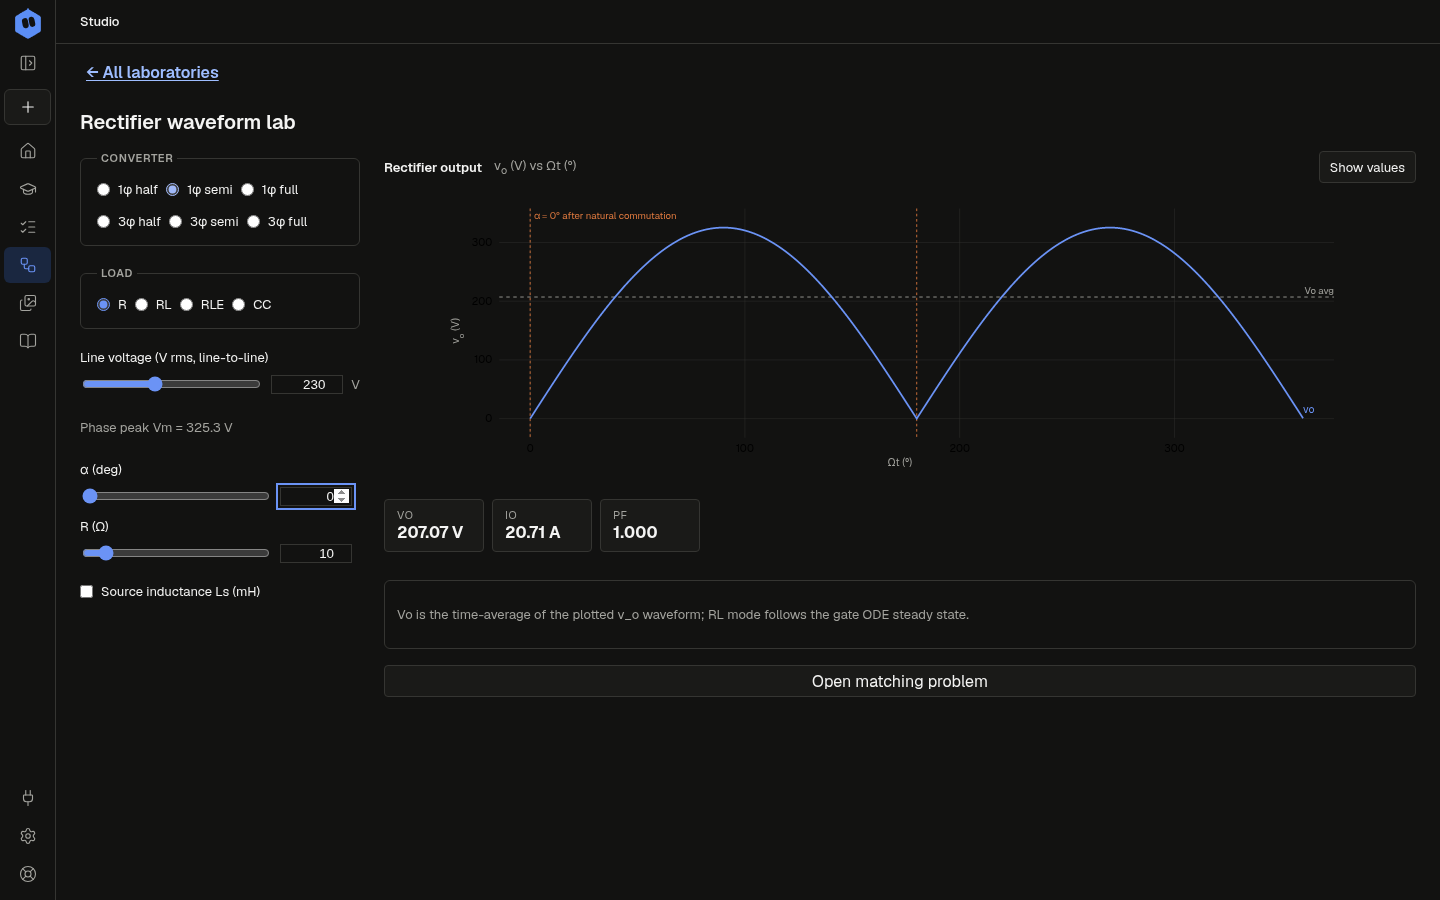 Studio
← All laboratories
Rectifier waveform lab
CONVERTER
1φ half 1φ semi 1φ full
3φ half 3φ semi 3φ full
LOAD
R RL RLE CC
Line voltage (V rms, line-to-line)
230 V
Phase peak Vm = 325.3 V
α (deg)
0
R (Ω)
10
Source inductance Ls (mH)
Rectifier output vo (V) vs Ωt (°)
Show values
α = 0° after natural commutation
300
200
100
0
vo (V)
Vo avg
vo
0 100 200 300
Ωt (°)
VO
207.07 V
IO
20.71 A
PF
1.000
Vo is the time-average of the plotted v_o waveform; RL mode follows the gate ODE steady state.
Open matching problem